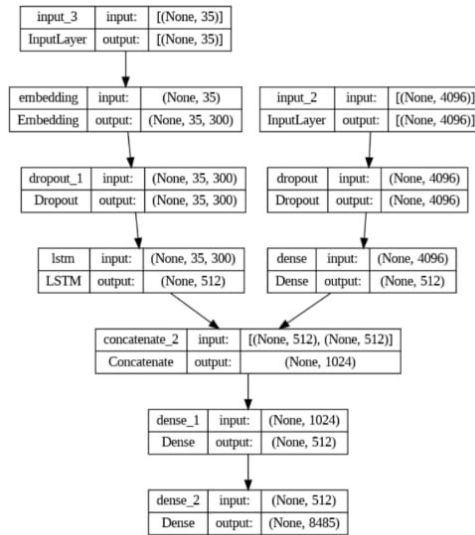 input_3 input: [(None, 35)]
InputLayer output: [(None, 35)]
embedding input: (None, 35)
Embedding output: (None, 35, 300)
input_2 input: [(None, 4096)]
InputLayer output: [(None, 4096)]
dropout_1 input: (None, 35, 300)
Dropout output: (None, 35, 300)
dropout input: (None, 4096)
Dropout output: (None, 4096)
lstm input: (None, 35, 300)
LSTM output: (None, 512)
dense input: (None, 4096)
Dense output: (None, 512)
concatenate_2 input: [(None, 512), (None, 512)]
Concatenate output: (None, 1024)
dense_1 input: (None, 1024)
Dense output: (None, 512)
dense_2 input: (None, 512)
Dense output: (None, 8485)